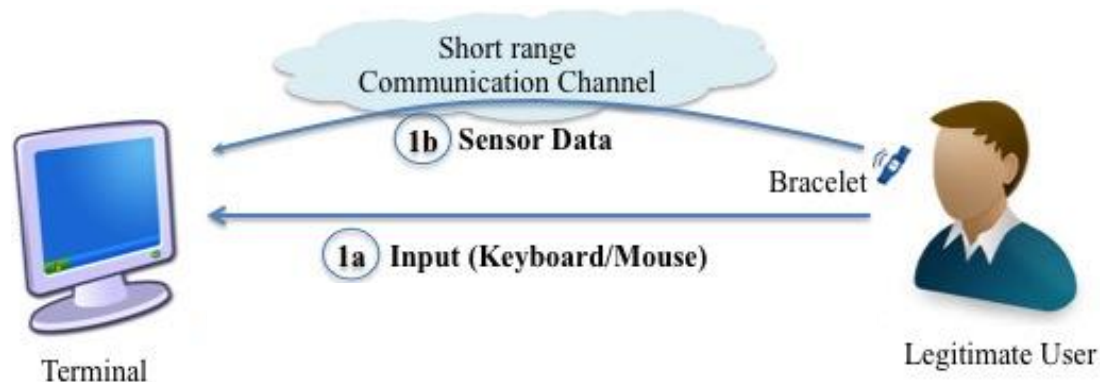 Short range
Communication Channel
1b Sensor Data
Bracelet
1a Input (Keyboard/Mouse)
Legitimate User
Terminal